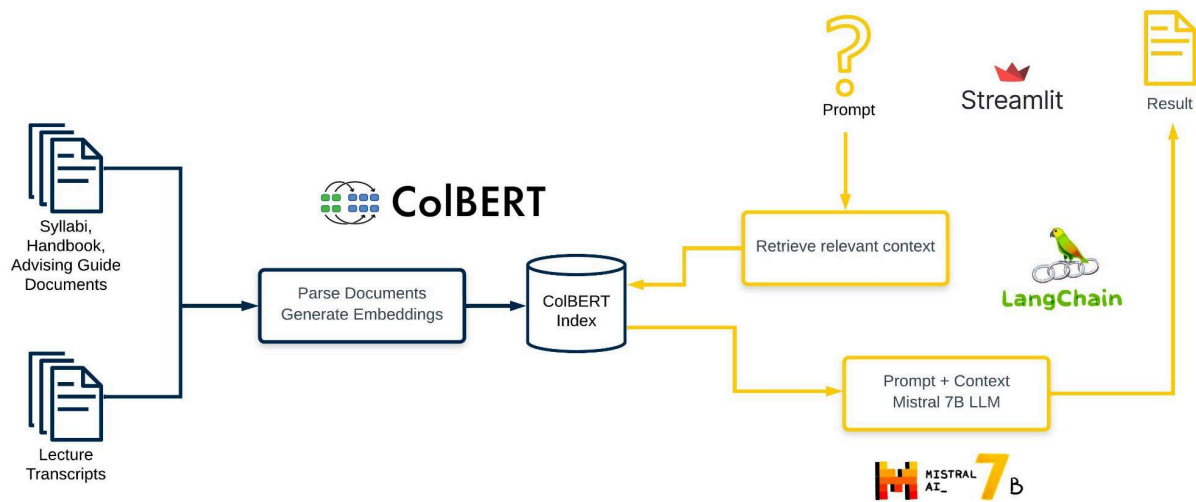 Prompt
Streamlit
Result
Syllabi,
Handbook,
Advising Guide
Documents
ColBERT
Retrieve relevant context
LangChain
Parse Documents
Generate Embeddings
ColBERT
Index
Prompt + Context
Mistral 7B LLM
Lecture
Transcripts
MISTRAL
AI_
7B